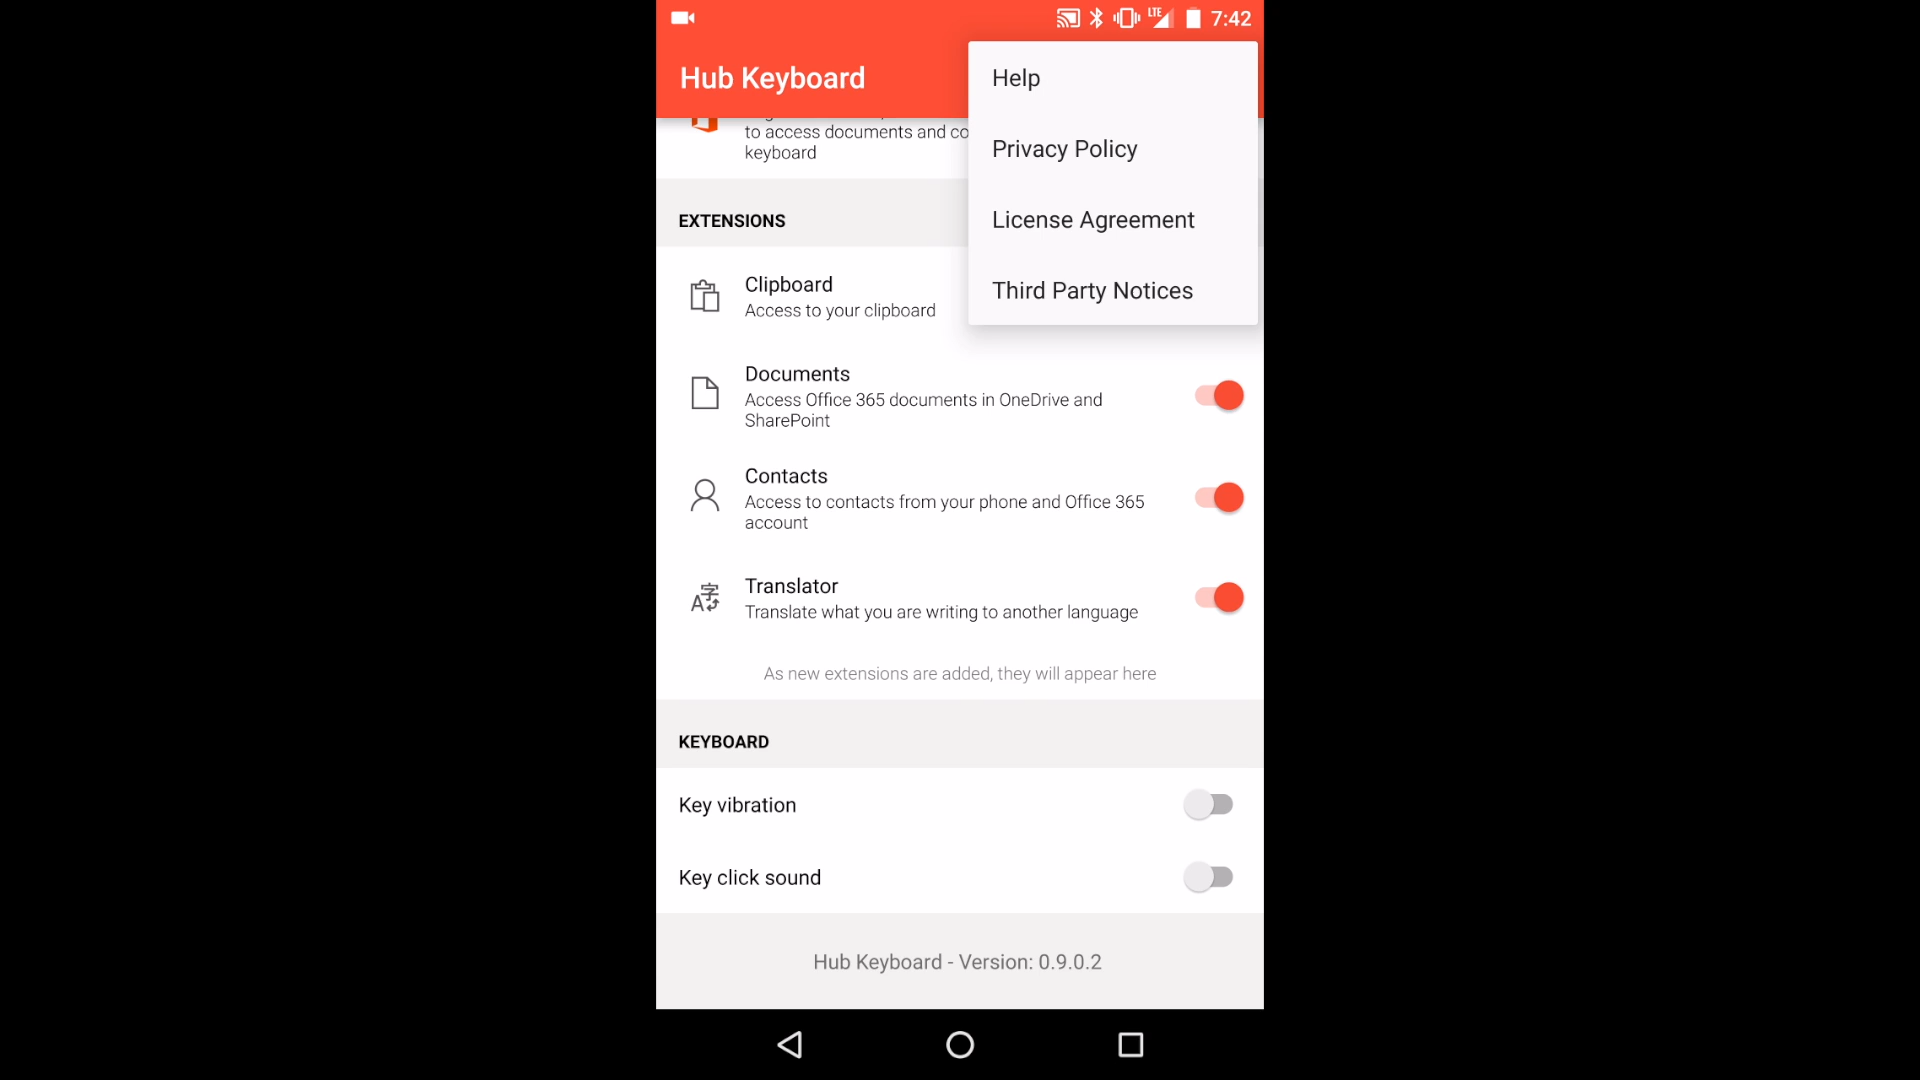 LTE 7:42
Hub Keyboard
Help
Privacy Policy
License Agreement
Third Party Notices
to access documents and co
keyboard
EXTENSIONS
Clipboard
Access to your clipboard
Documents
Access Office 365 documents in OneDrive and
SharePoint
Contacts
Access to contacts from your phone and Office 365
account
A字
Translator
Translate what you are writing to another language
As new extensions are added, they will appear here
KEYBOARD
Key vibration
Key click sound
Hub Keyboard - Version: 0.9.0.2